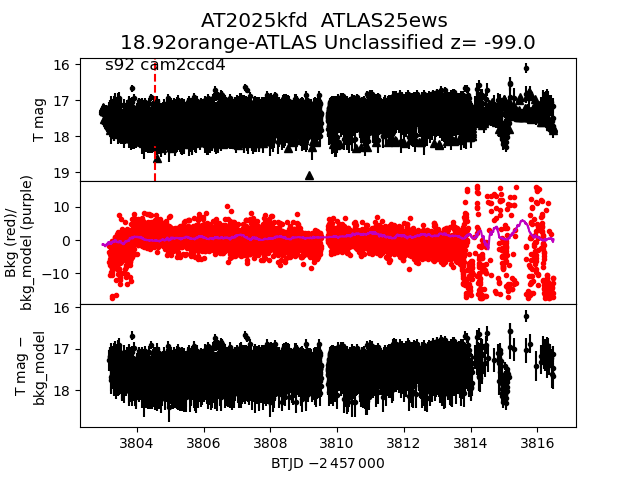 AT2025kfd  ATLAS25ews
18.92orange-ATLAS Unclassified z= -99.0
s92 cam2ccd4
16
17
18
19
T mag
10
0
−10
Bkg (red)/
bkg_model (purple)
16
17
18
T mag −
bkg_model
3804 3806 3808 3810 3812 3814 3816
BTJD −2 457 000